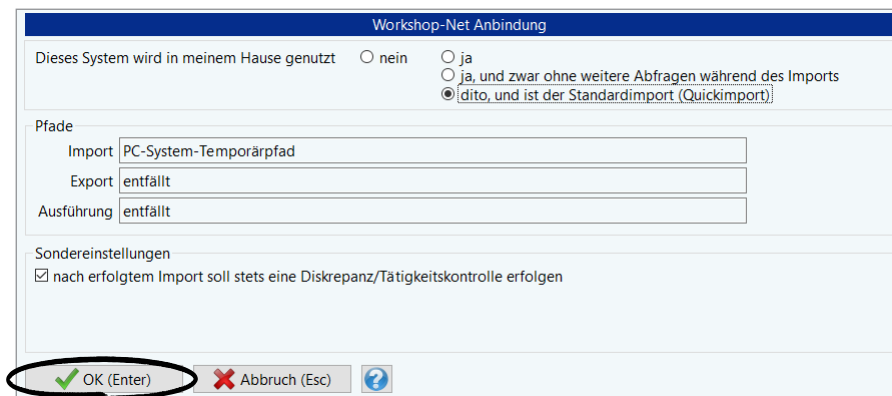 Workshop-Net Anbindung
Dieses System wird in meinem Hause genutzt nein ja
ja, und zwar ohne weitere Abfragen während des Imports
dito, und ist der Standardimport (Quickimport)
Pfade
Import PC-System-Temporärpfad
Export entfällt
Ausführung entfällt
Sondereinstellungen
nach erfolgtem Import soll stets eine Diskrepanz/Tätigkeitskontrolle erfolgen
OK (Enter) Abbruch (Esc) ?